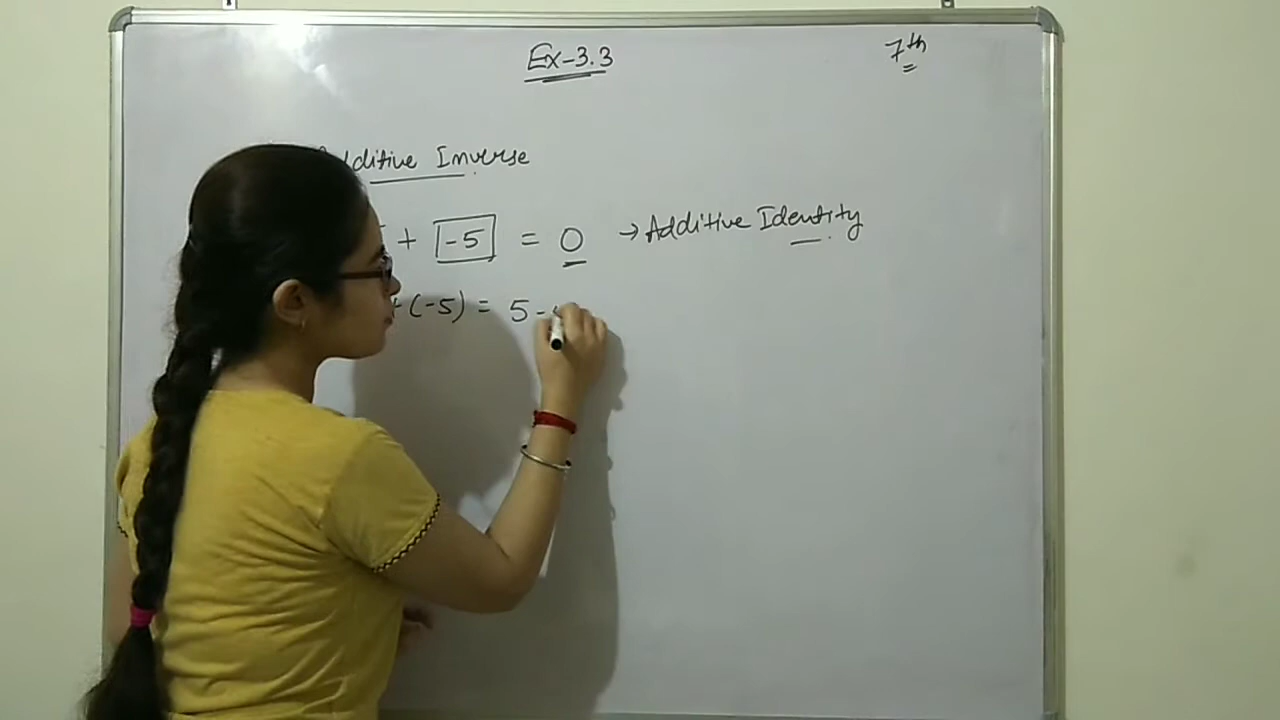 Ex-3.3
7th
Additive Inverse
+ -5 = 0 → Additive Identity
+(-5) = 5-